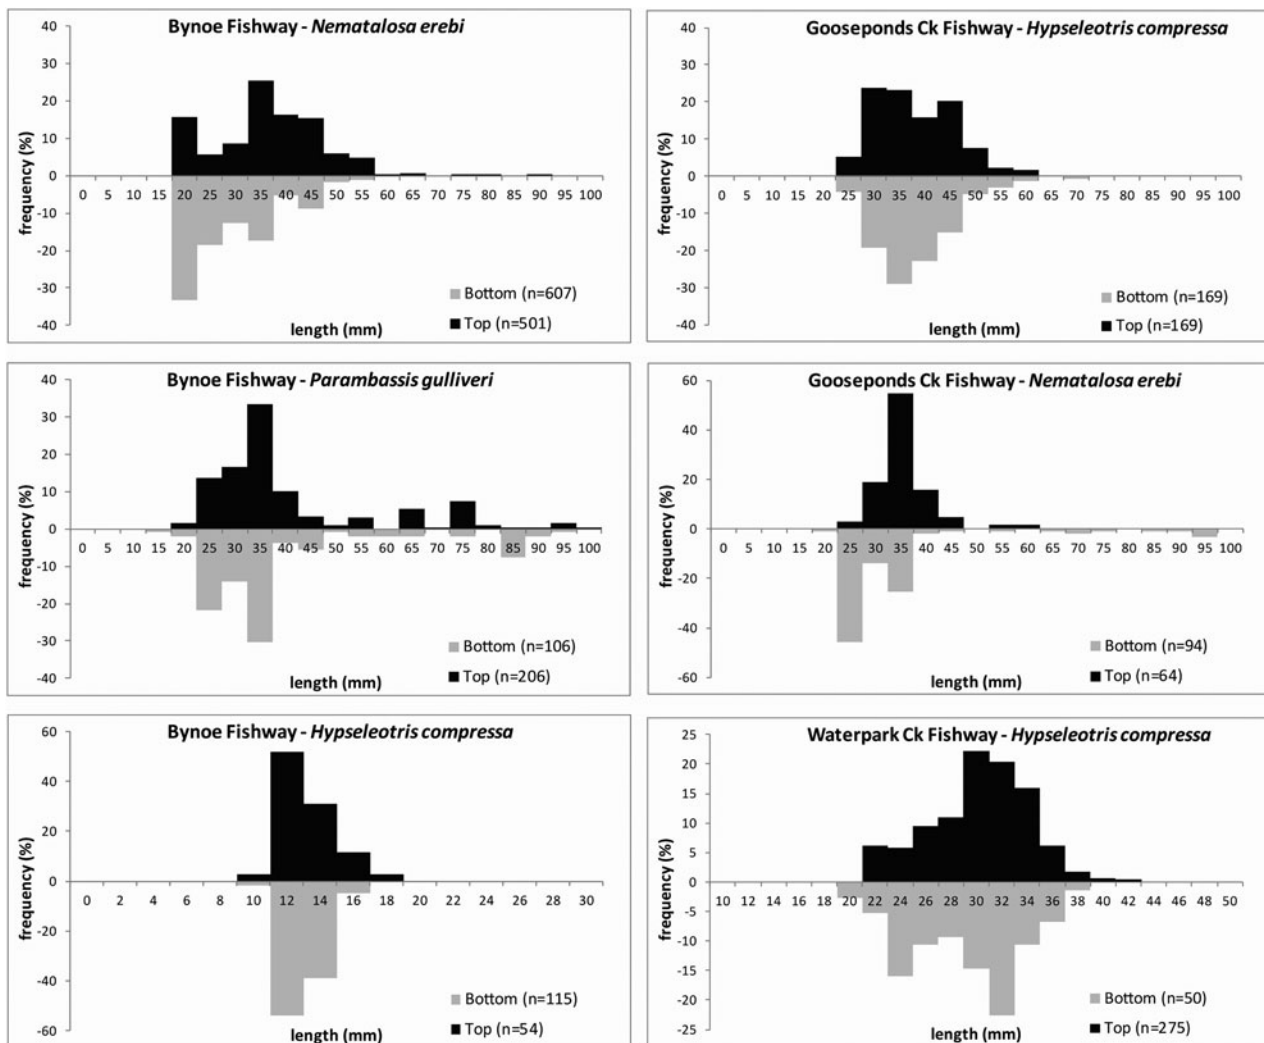 Bynoe Fishway - Nematalosa erebi
40
30
20
10
0
-10
-20
-30
-40
frequency (%)
0 5 10 15 20 25 30 35 40 45 50 55 60 65 70 75 80 85 90 95 100
Bottom (n=607)
Top (n=501)
length (mm)
Gooseponds Ck Fishway - Hypseleotris compressa
40
30
20
10
0
-10
-20
-30
-40
frequency (%)
0 5 10 15 20 25 30 35 40 45 50 55 60 65 70 75 80 85 90 95 100
Bottom (n=169)
Top (n=169)
length (mm)
Bynoe Fishway - Parambassis gulliveri
40
30
20
10
0
-10
-20
-30
-40
frequency (%)
0 5 10 15 20 25 30 35 40 45 50 55 60 65 70 75 80 85 90 95 100
Bottom (n=106)
Top (n=206)
length (mm)
Gooseponds Ck Fishway - Nematalosa erebi
60
40
20
0
-20
-40
-60
frequency (%)
0 5 10 15 20 25 30 35 40 45 50 55 60 65 70 75 80 85 90 95 100
Bottom (n=94)
Top (n=64)
length (mm)
Bynoe Fishway - Hypseleotris compressa
60
40
20
0
-20
-40
-60
frequency (%)
0 2 4 6 8 10 12 14 16 18 20 22 24 26 28 30
Bottom (n=115)
Top (n=54)
length (mm)
Waterpark Ck Fishway - Hypseleotris compressa
25
20
15
10
5
0
-5
-10
-15
-20
-25
frequency (%)
10 12 14 16 18 20 22 24 26 28 30 32 34 36 38 40 42 44 46 48 50
Bottom (n=50)
Top (n=275)
length (mm)